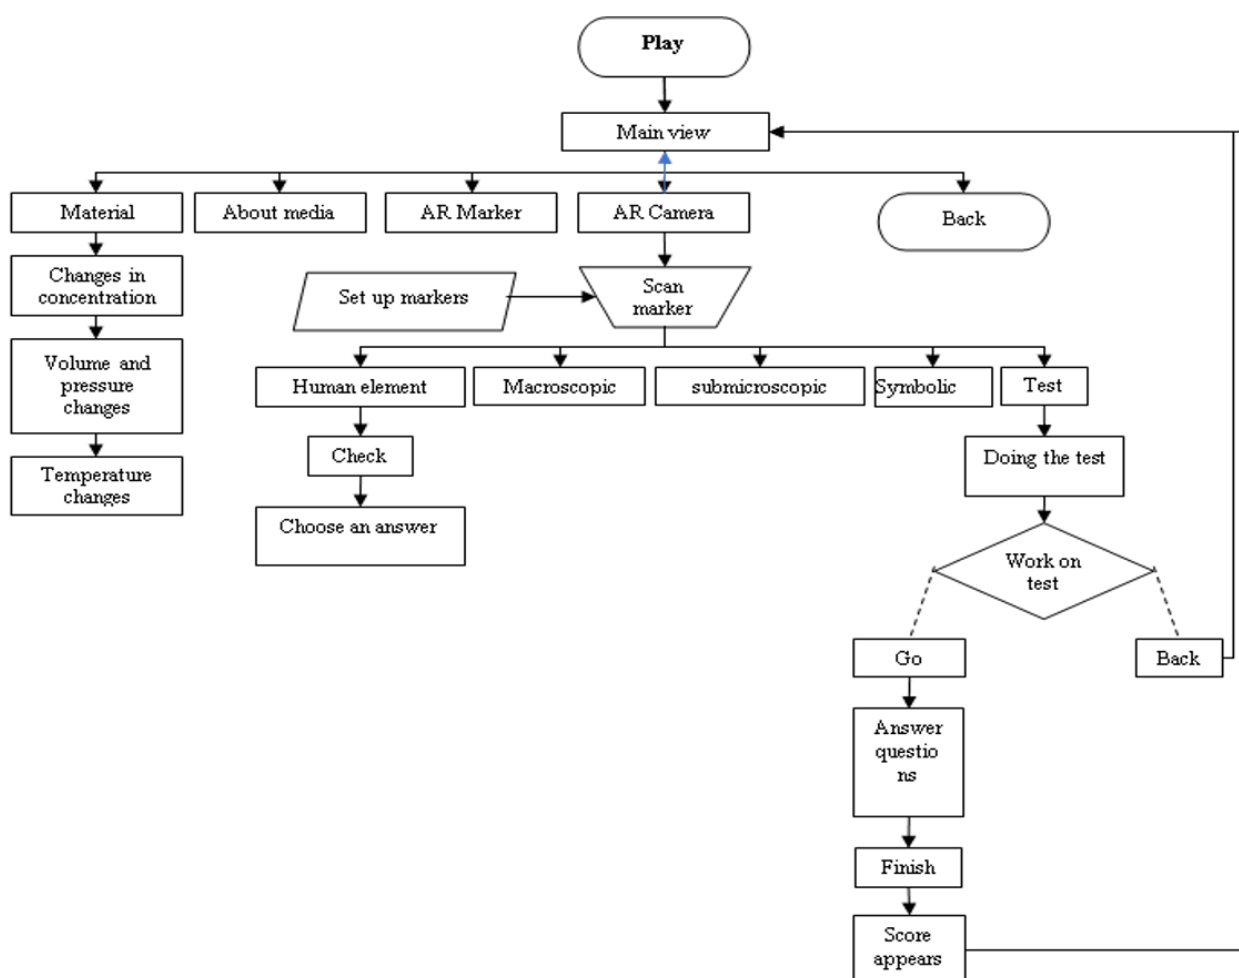 Play
Main view
Material
About media
AR Marker
AR Camera
Back
Changes in
concentration
Set up markers
Scan
marker
Volume and
pressure
changes
Human element
Macroscopic
submicroscopic
Symbolic
Test
Check
Doing the test
Temperature
changes
Choose an answer
Work on
test
Go
Back
Answer
questio
ns
Finish
Score
appears